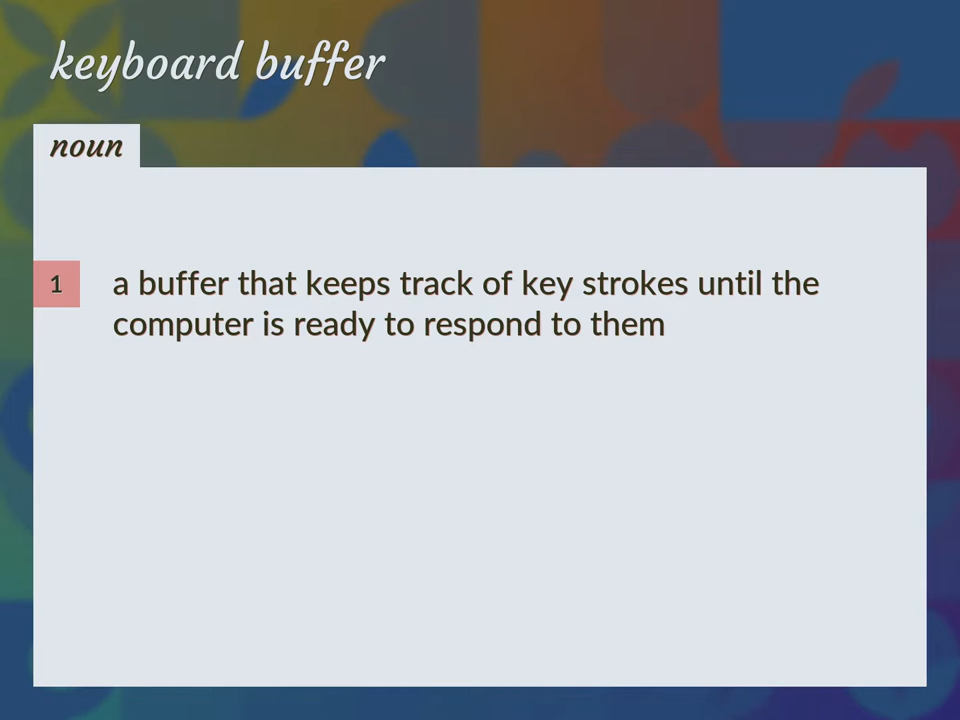 keyboard buffer
noun
1
a buffer that keeps track of key strokes until the
computer is ready to respond to them